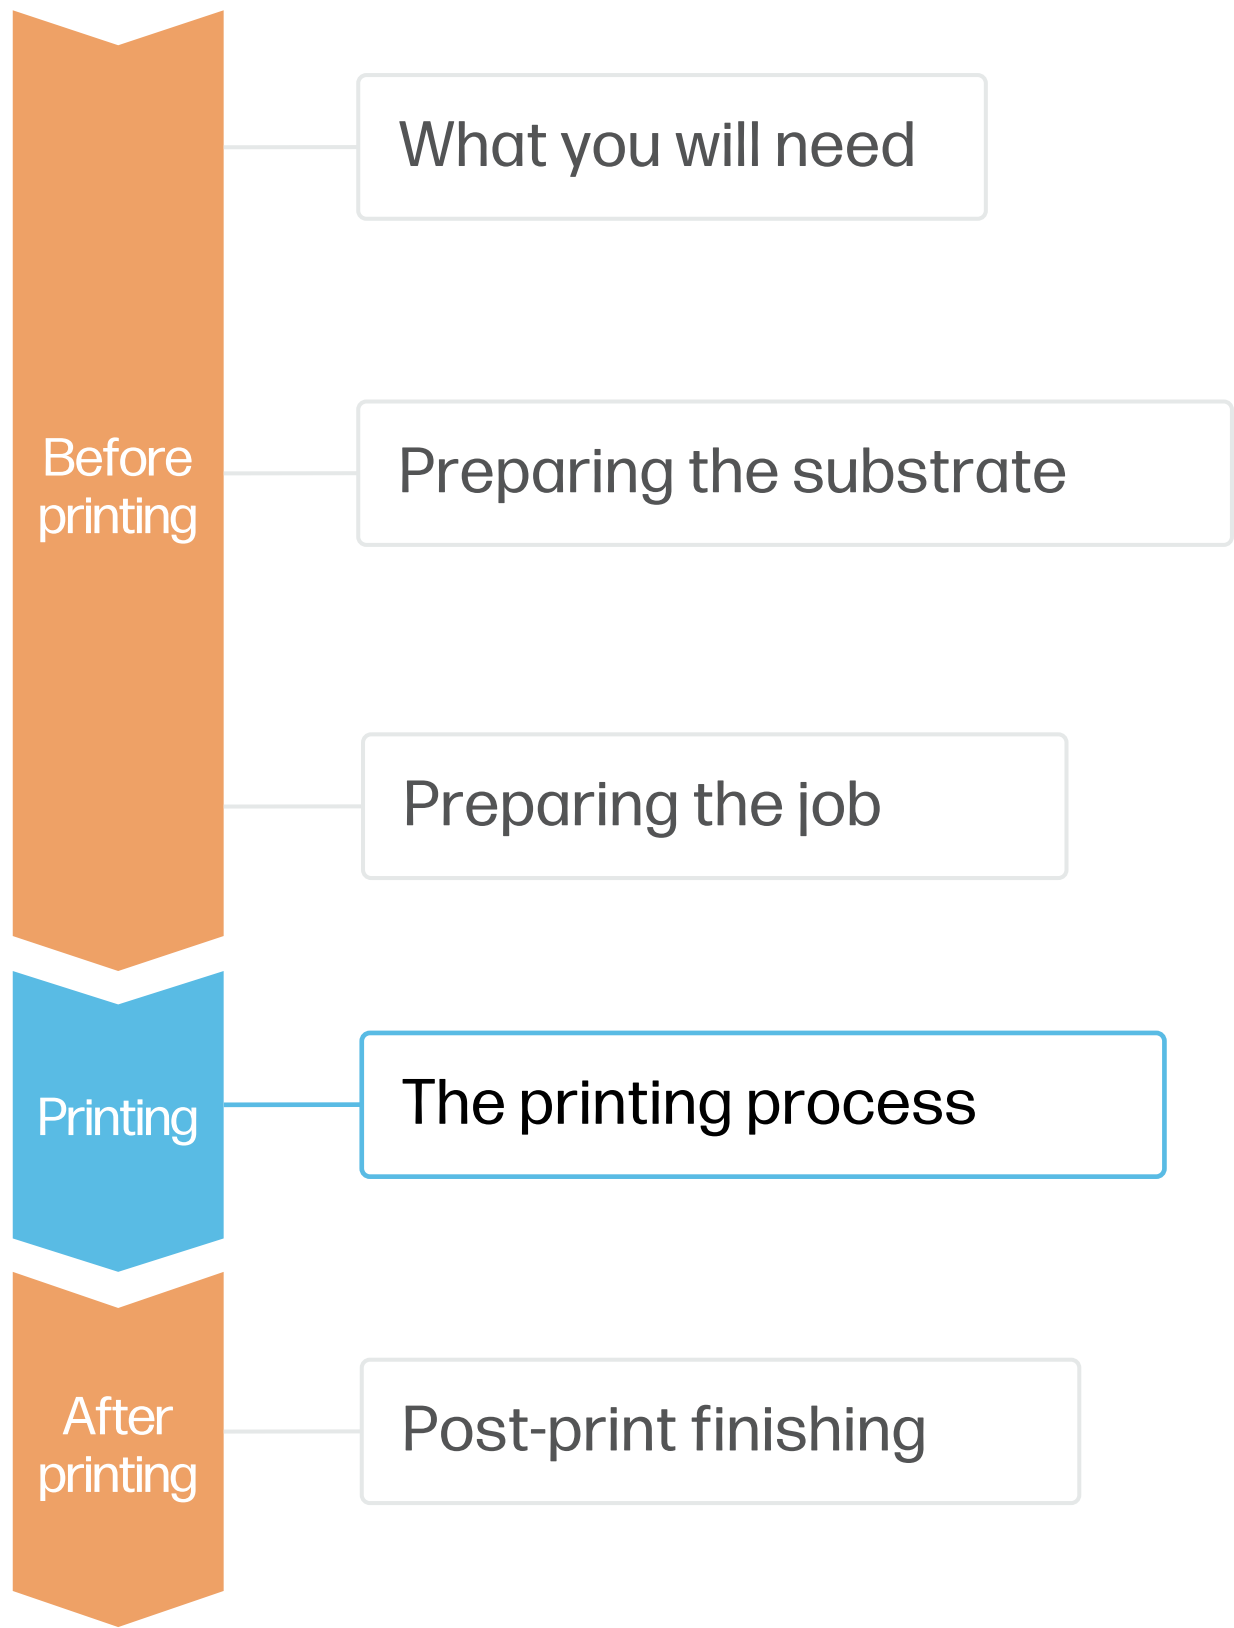 What you will need
Before
printing
Preparing the substrate
Preparing the job
Printing
The printing process
After
printing
Post-print finishing